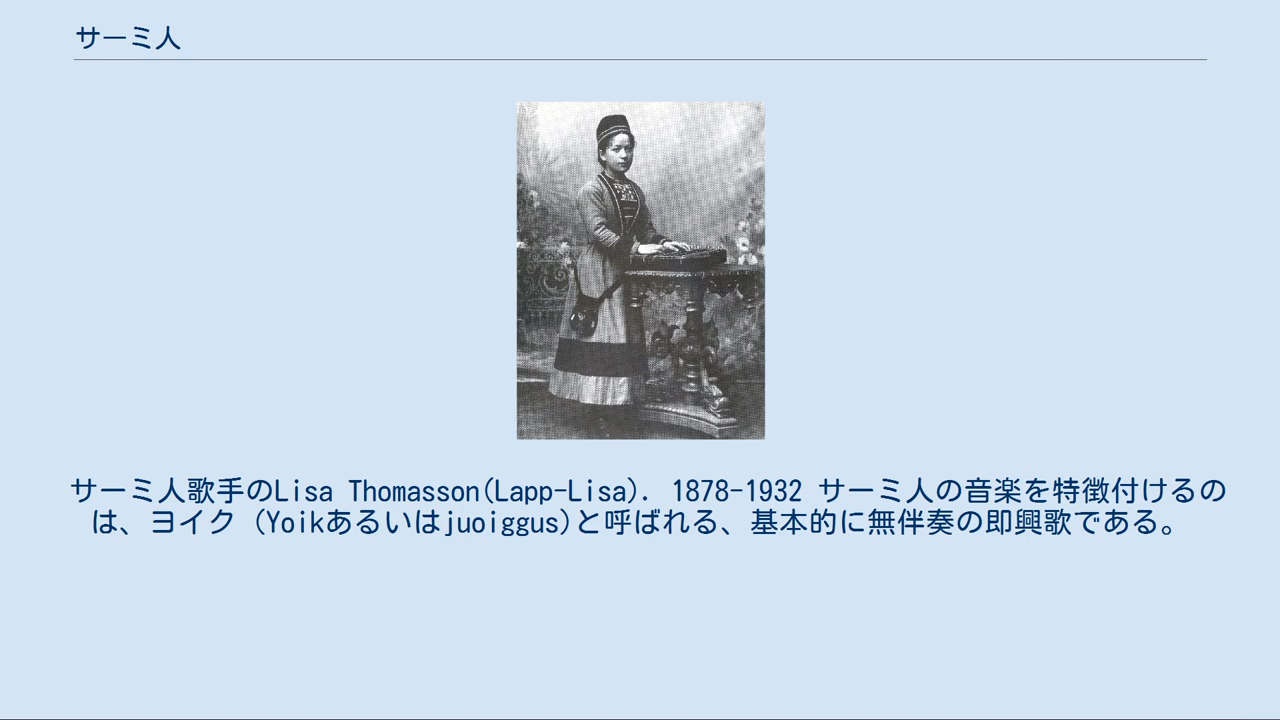 サーミ人
サーミ人歌手のLisa Thomasson(Lapp-Lisa). 1878-1932 サーミ人の音楽を特徴付けるの
は、ヨイク (Yoikあるいはjuoiggus)と呼ばれる、基本的に無伴奏の即興歌である。